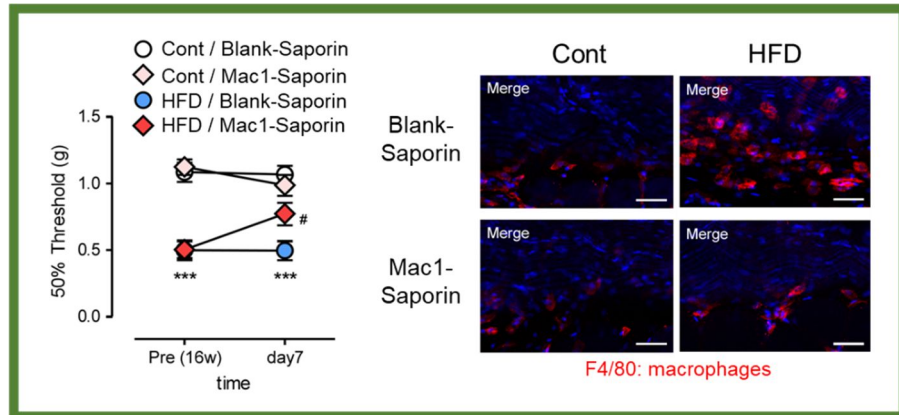 Cont / Blank-Saporin
Cont / Mac1-Saporin
HFD / Blank-Saporin
HFD / Mac1-Saporin
50% Threshold (g)
1.5
1.0
0.5
0.0
#
***
***
Pre (16w)
day7
time
Cont
HFD
Blank-
Saporin
Merge
Merge
Mac1-
Saporin
Merge
Merge
F4/80: macrophages